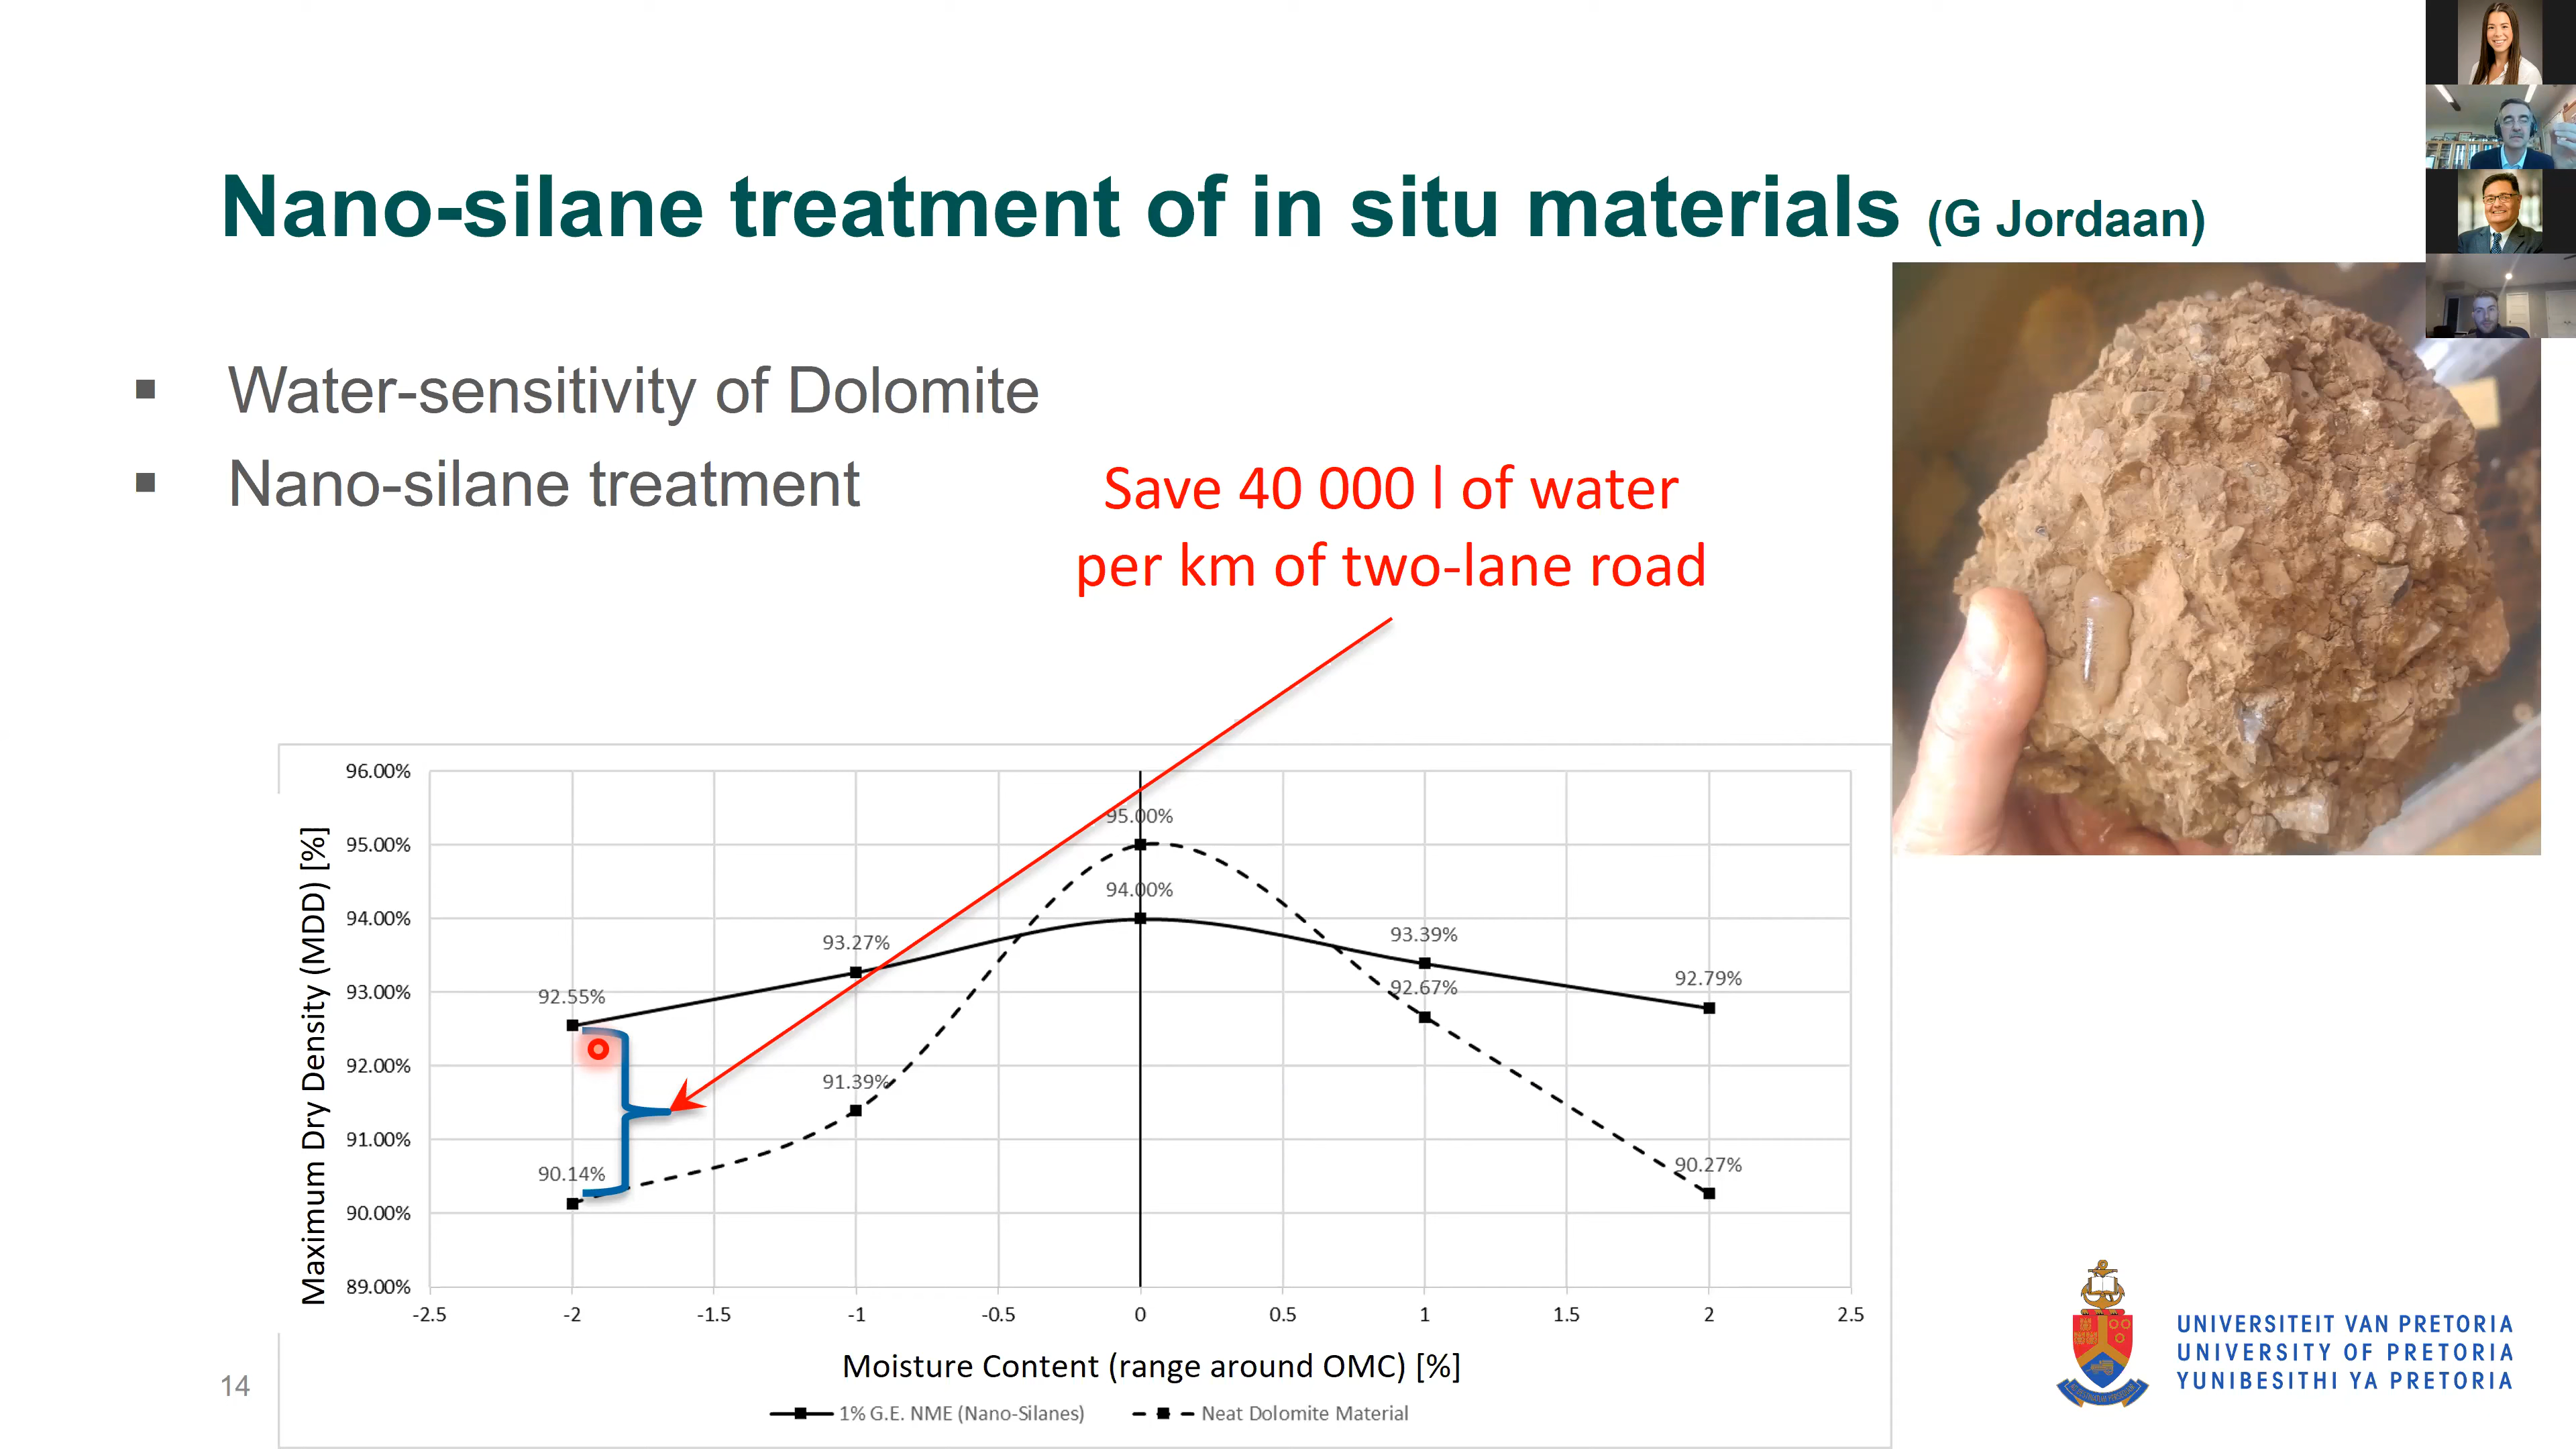 Nano-silane treatment of in situ materials (G Jordaan)
▪ Water-sensitivity of Dolomite
▪ Nano-silane treatment
Save 40 000 l of water
per km of two-lane road
Maximum Dry Density (MDD) [%]
96.00%
95.00%
94.00%
93.00%
92.00%
91.00%
90.00%
89.00%
95.00%
94.00%
93.27%
93.39%
92.67%
92.79%
92.55%
91.39%
90.14%
90.27%
-2.5 -2 -1.5 -1 -0.5 0 0.5 1 1.5 2 2.5
Moisture Content (range around OMC) [%]
1% G.E. NME (Nano-Silanes) Neat Dolomite Material
14
UNIVERSITEIT VAN PRETORIA
UNIVERSITY OF PRETORIA
YUNIBESITHI YA PRETORIA